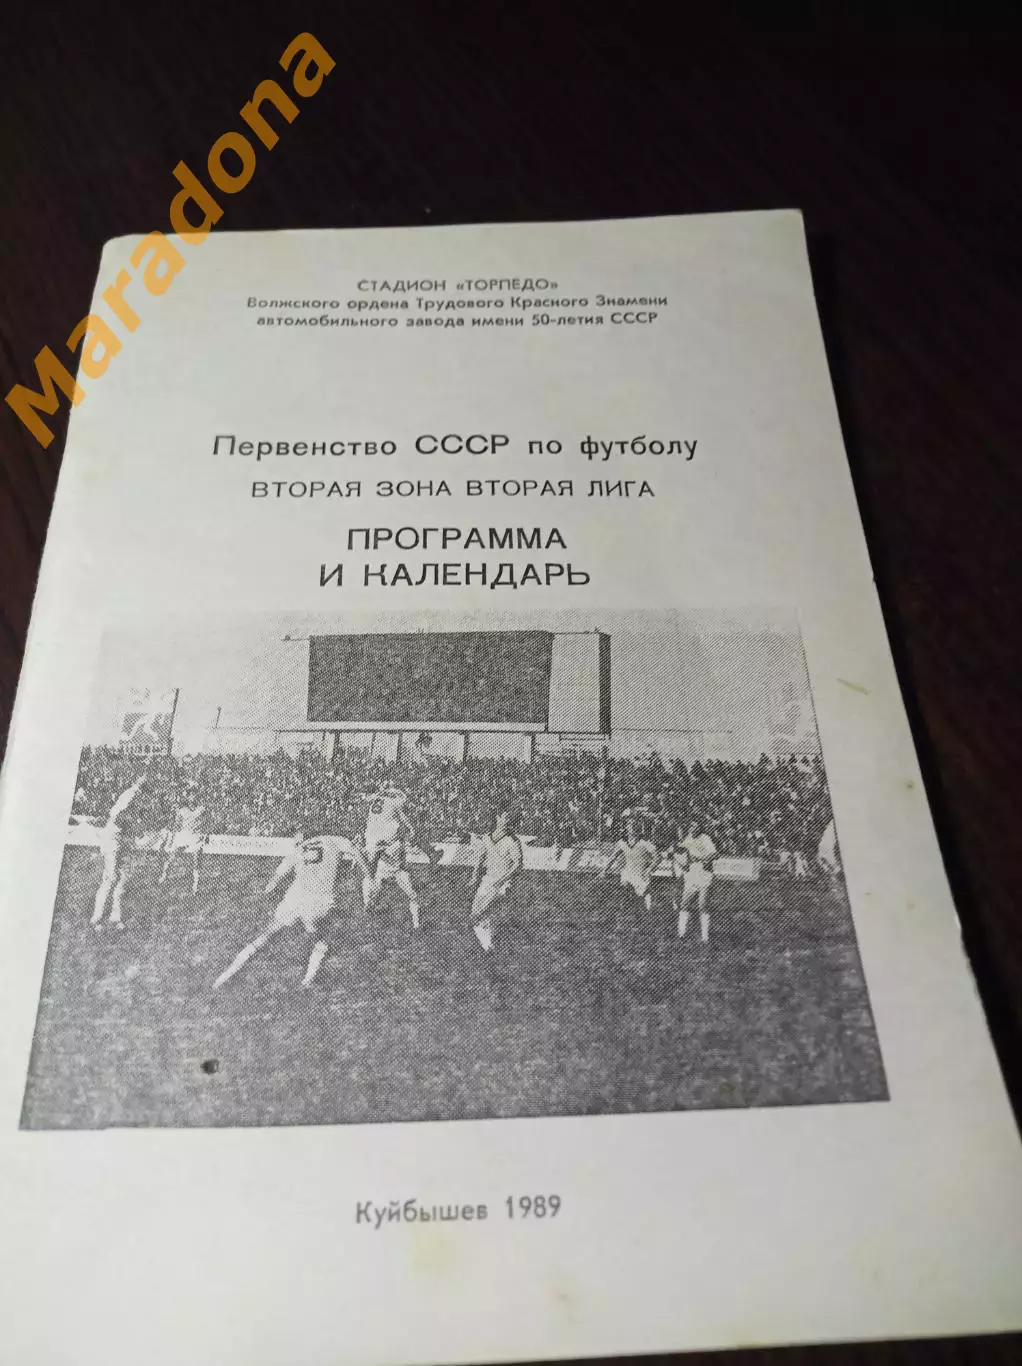 Maradona
СТАДИОН «ТОРПЕДО»
Волжского ордена Трудового Красного Знамени
автомобильного завода имени 50-летия СССР
Первенство СССР по футболу
ВТОРАЯ ЗОНА ВТОРАЯ ЛИГА
ПРОГРАММА
И КАЛЕНДАРЬ
5
Куйбышев 1989